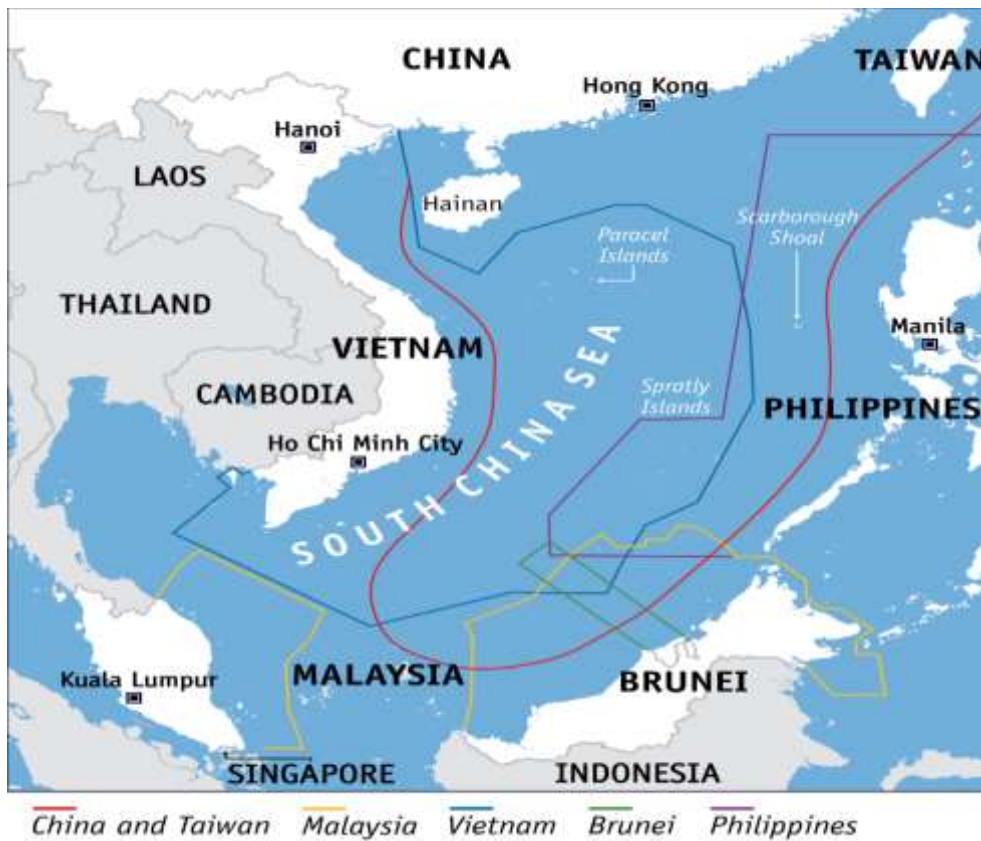 CHINA
TAIWAN
Hong Kong
Hanoi
LAOS
Hainan
Scarborough
Shoal
Paracel
Islands
THAILAND
VIETNAM
Manila
CAMBODIA
Spratly
Islands
PHILIPPINES
Ho Chi Minh City
SOUTH CHINA SEA
Kuala Lumpur
MALAYSIA
BRUNEI
SINGAPORE
INDONESIA
China and Taiwan Malaysia Vietnam Brunei Philippines